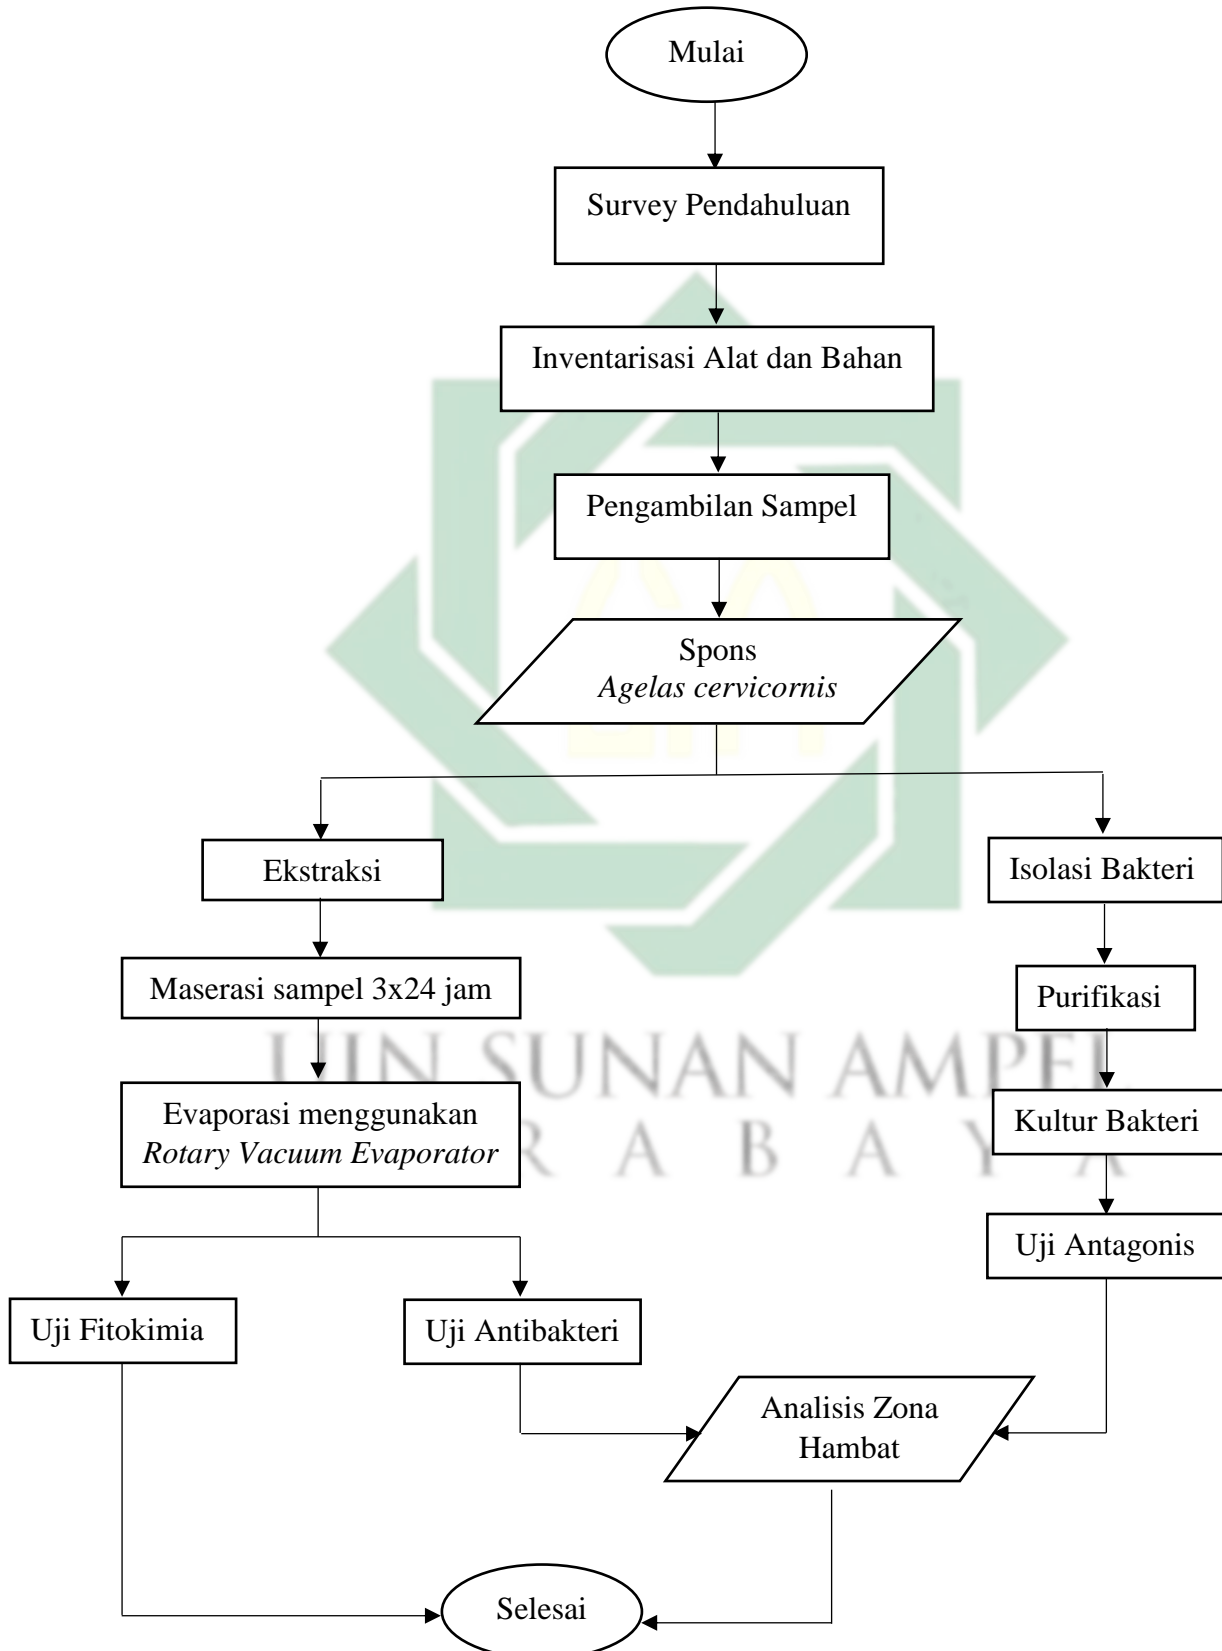 Mulai
Survey Pendahuluan
Inventarisasi Alat dan Bahan
Pengambilan Sampel
Spons
Agelas cervicornis
Ekstraksi
Isolasi Bakteri
Maserasi sampel 3x24 jam
Purifikasi
UIN SUNAN AMPEL
Evaporasi menggunakan
Rotary Vacuum Evaporator
Kultur Bakteri
R A B A Y A
Uji Antagonis
Uji Fitokimia
Uji Antibakteri
Analisis Zona
Hambat
Selesai